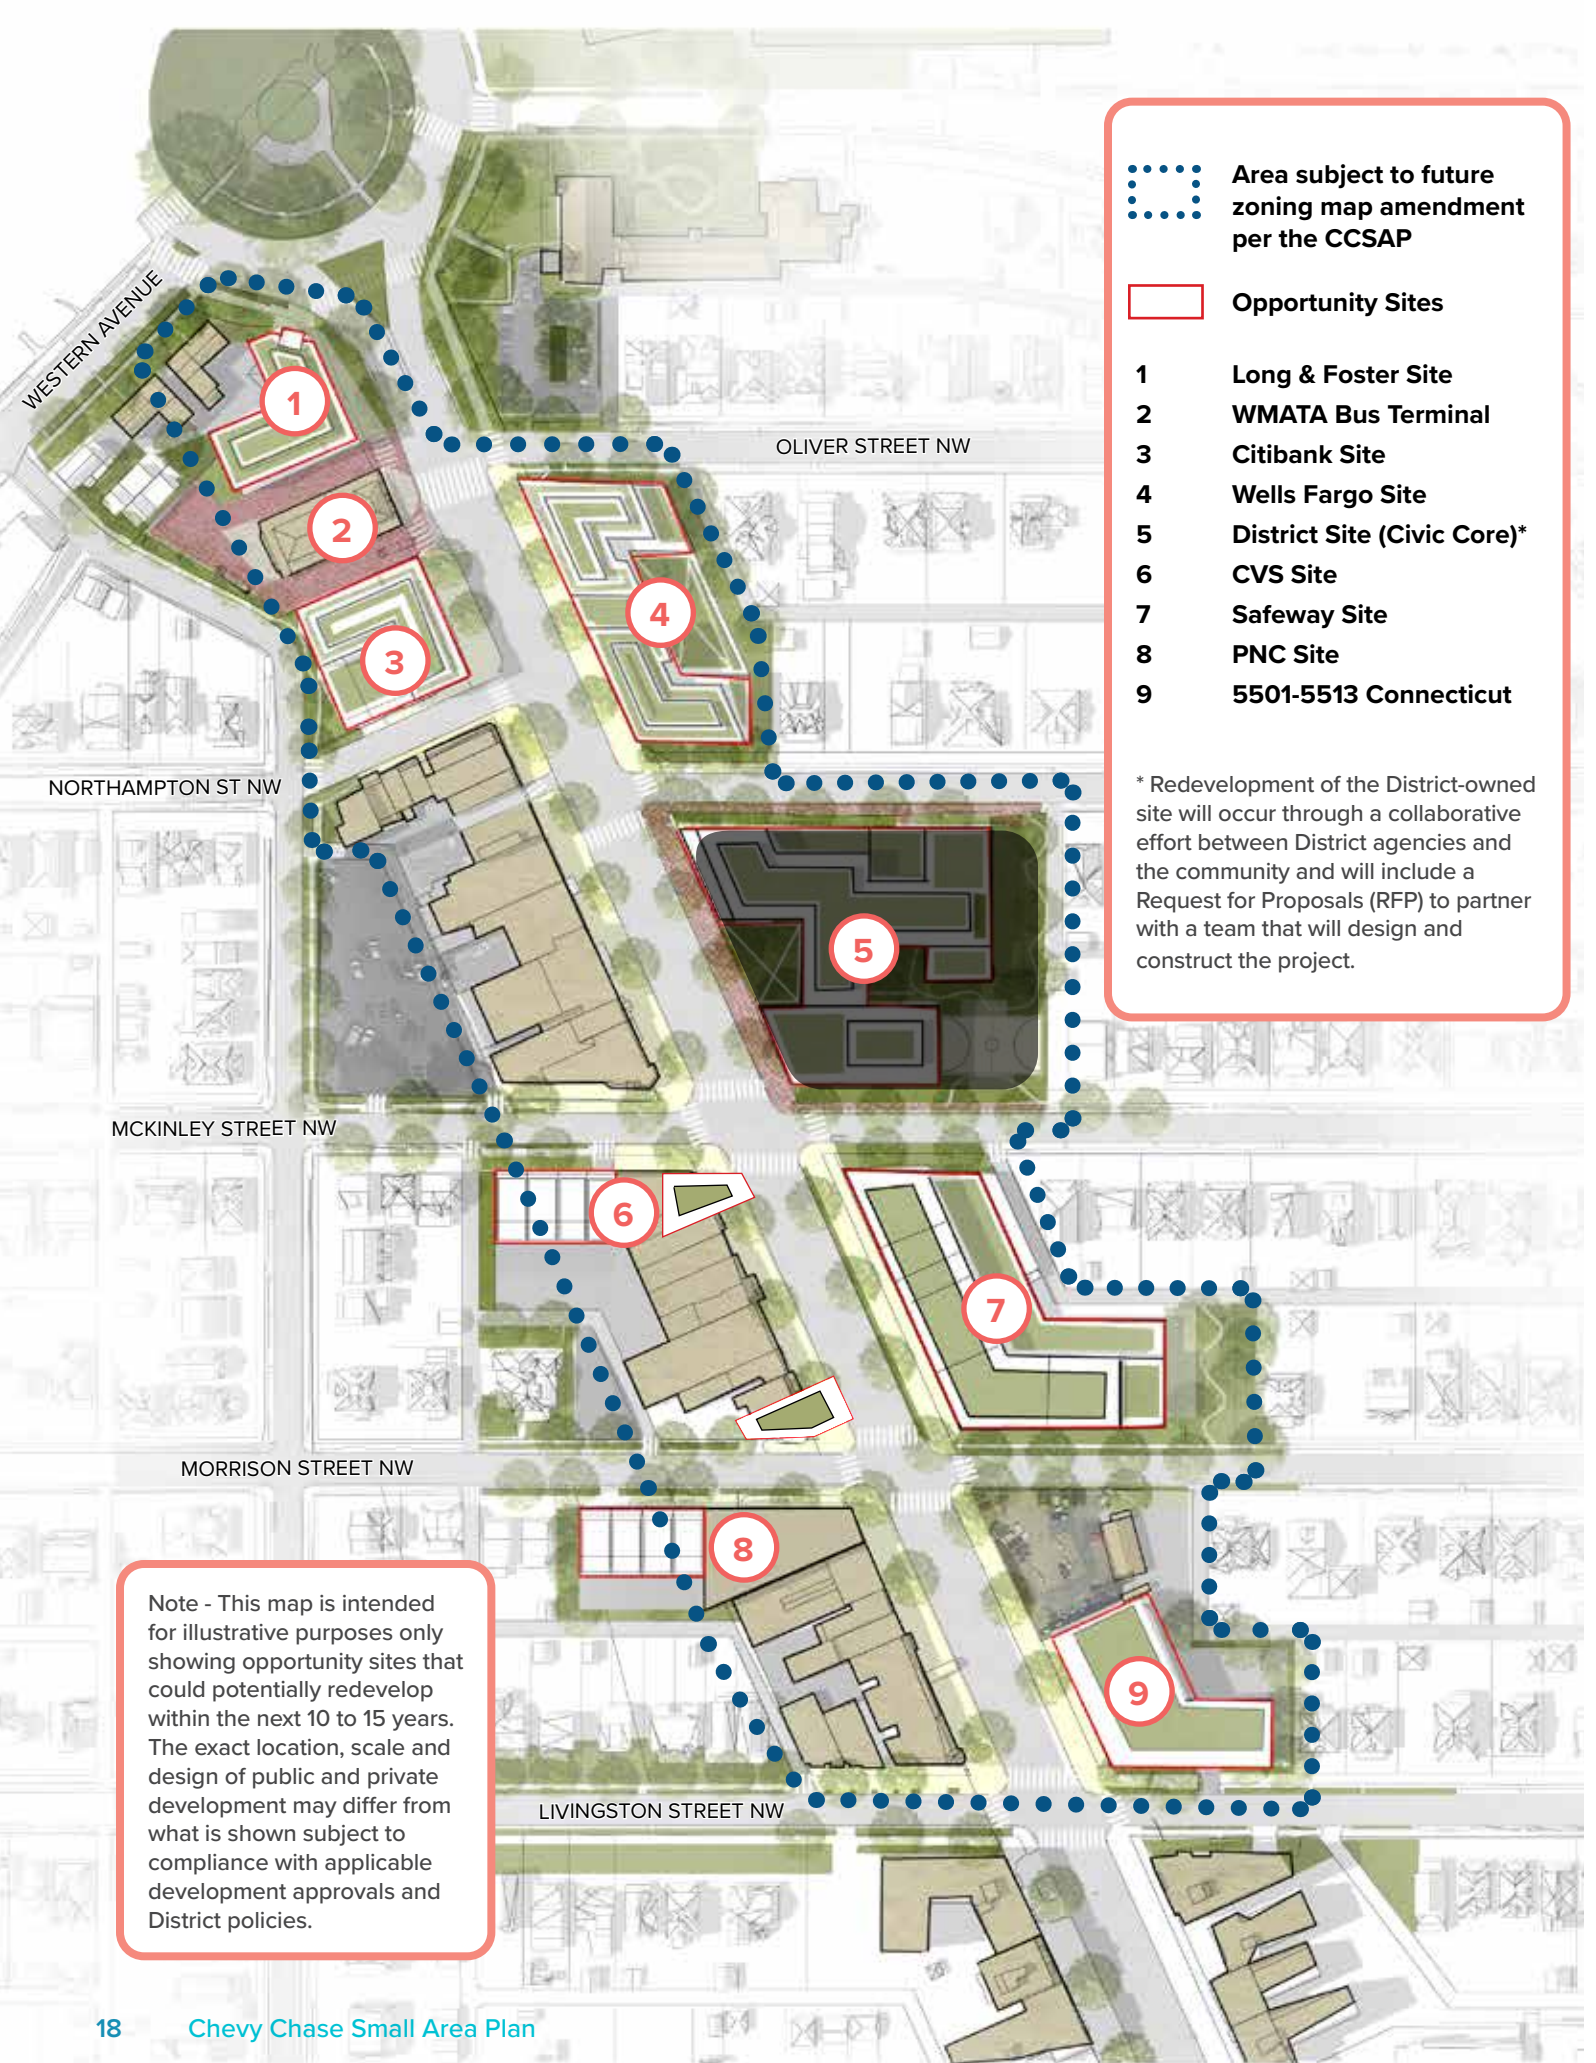 Area subject to future
zoning map amendment
per the CCSAP
Opportunity Sites
1 Long & Foster Site
2 WMATA Bus Terminal
3 Citibank Site
4 Wells Fargo Site
5 District Site (Civic Core)*
6 CVS Site
7 Safeway Site
8 PNC Site
9 5501-5513 Connecticut
* Redevelopment of the District-owned
site will occur through a collaborative
effort between District agencies and
the community and will include a
Request for Proposals (RFP) to partner
with a team that will design and
construct the project.
WESTERN AVENUE
1
OLIVER STREET NW
2
4
3
NORTHAMPTON ST NW
5
MCKINLEY STREET NW
6
7
MORRISON STREET NW
8
9
LIVINGSTON STREET NW
Note - This map is intended
for illustrative purposes only
showing opportunity sites that
could potentially redevelop
within the next 10 to 15 years.
The exact location, scale and
design of public and private
development may differ from
what is shown subject to
compliance with applicable
development approvals and
District policies.
18 Chevy Chase Small Area Plan